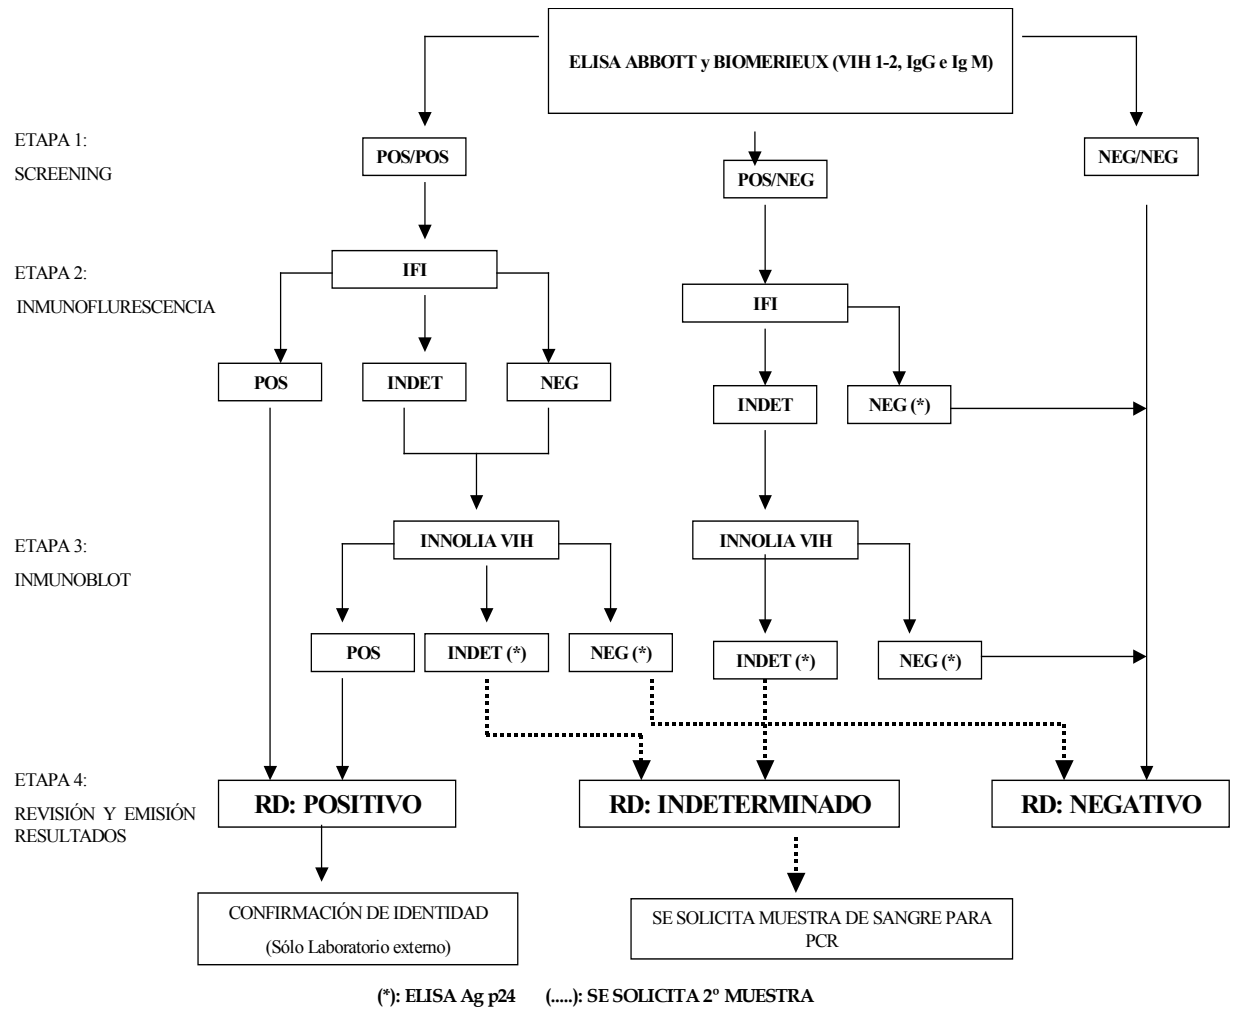 ELISA ABBOTT y BIOMERIEUX (VIH 1-2, IgG e Ig M)
ETAPA 1:
SCREENING
POS/POS
POS/NEG
NEG/NEG
ETAPA 2:
INMUNOFLURESCENCIA
IFI
IFI
POS
INDET
NEG
INDET
NEG (*)
ETAPA 3:
INMUNOBLOT
INNOLIA VIH
INNOLIA VIH
POS
INDET (*)
NEG (*)
INDET (*)
NEG (*)
ETAPA 4:
REVISIÓN Y EMISIÓN
RESULTADOS
RD: POSITIVO
RD: INDETERMINADO
RD: NEGATIVO
CONFIRMACIÓN DE IDENTIDAD
(Sólo Laboratorio externo)
SE SOLICITA MUESTRA DE SANGRE PARA
PCR
(*): ELISA Ag p24 (.....): SE SOLICITA 2º MUESTRA